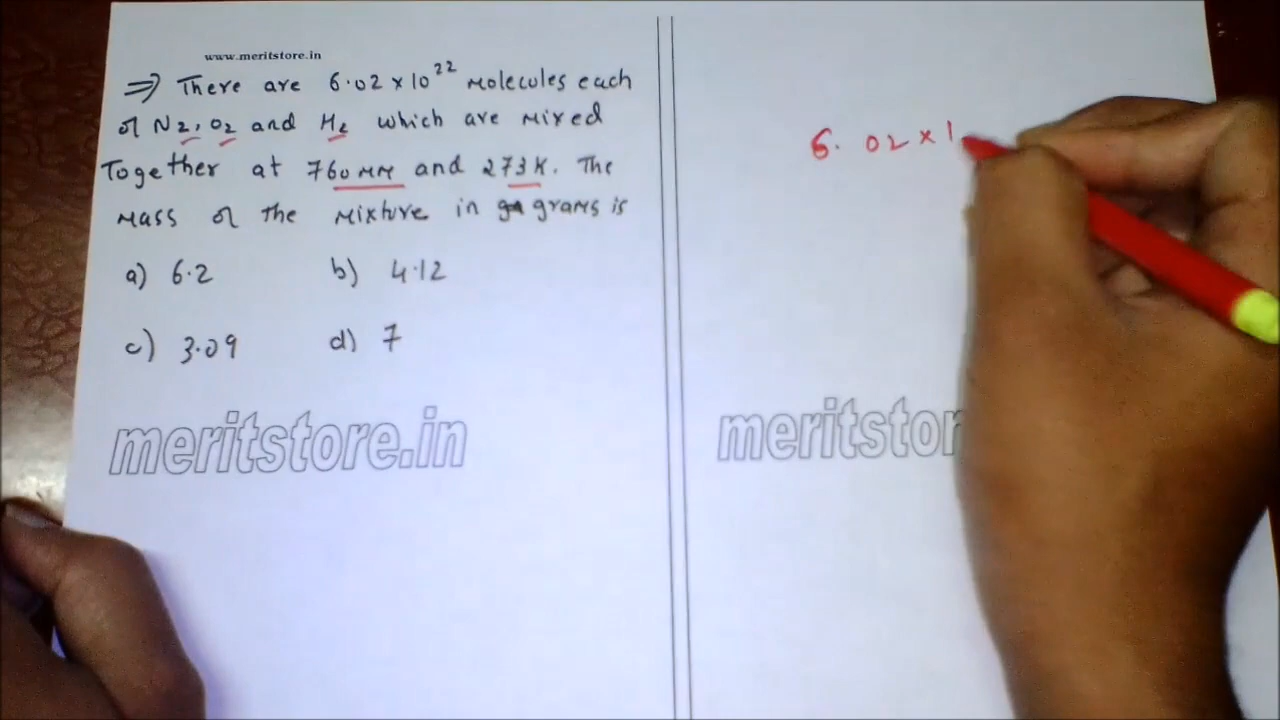 www.meritstore.in
⇒ There are 6.02 × 10²² molecules each
of N2, O2 and H2 which are mixed
Together at 760 MM and 273 K. The
mass of the mixture in grams is
a) 6.2 b) 4.12
c) 3.09 d) 7
meritstore.in
6.02 × 1
meritstor